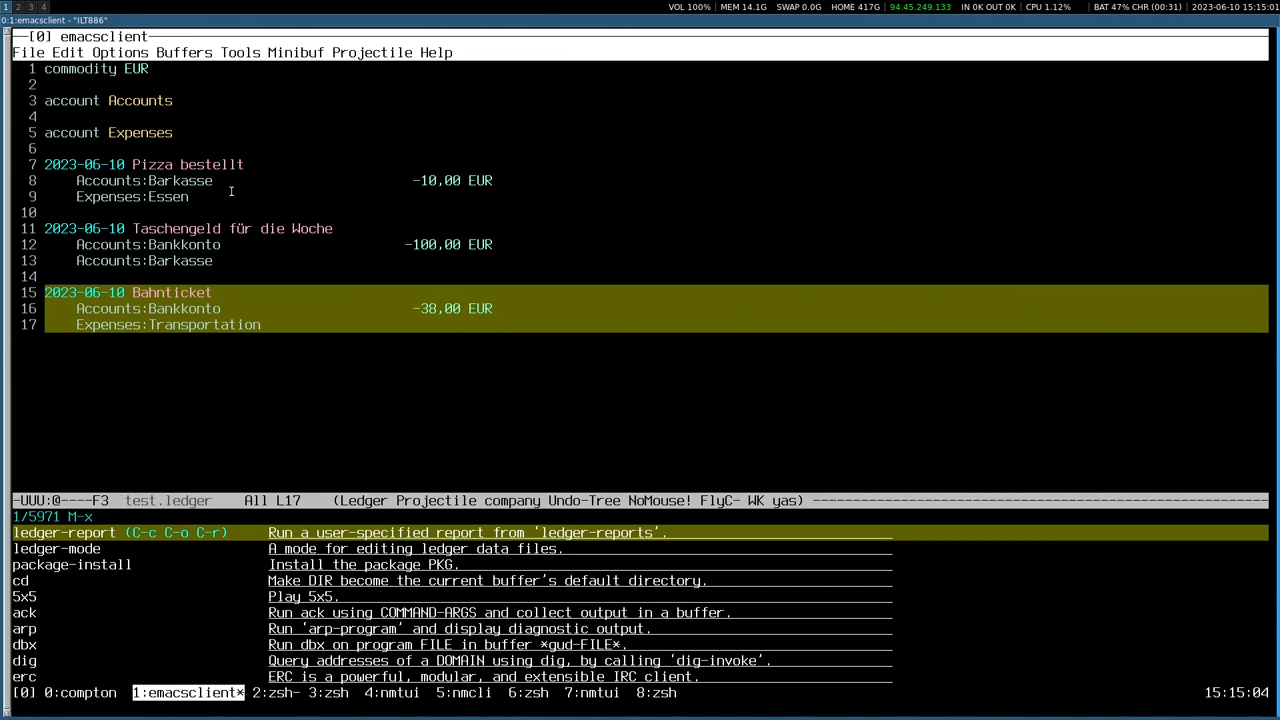 1 2 3 4 VOL 100% | MEM 14.1G SWAP 0.0G HOME 417G | 94.45.249.133 | IN 0K OUT 0K | CPU 1.12% | BAT 47% CHR (00:31) | 2023-06-10 15:15:01
0:1:emacsclient - "ILT886"
—[0] emacsclient
File Edit Options Buffers Tools Minibuf Projectile Help
1 commodity EUR
2
3 account Accounts
4
5 account Expenses
6
7 2023-06-10 Pizza bestellt
8 Accounts:Barkasse -10,00 EUR
9 Expenses:Essen
10
11 2023-06-10 Taschengeld für die Woche
12 Accounts:Bankkonto -100,00 EUR
13 Accounts:Barkasse
14
15 2023-06-10 Bahnticket
16 Accounts:Bankkonto -38,00 EUR
17 Expenses:Transportation
-UUU:@----F3 test.ledger All L17 (Ledger Projectile company Undo-Tree NoMouse! FlyC- WK yas) ----------------------------------------------------------
1/5971 M-x
ledger-report (C-c C-o C-r) Run a user-specified report from ‘ledger-reports’.
ledger-mode A mode for editing ledger data files.
package-install Install the package PKG.
cd Make DIR become the current buffer’s default directory.
5x5 Play 5x5.
ack Run ack using COMMAND-ARGS and collect output in a buffer.
arp Run ‘arp-program’ and display diagnostic output.
dbx Run dbx on program FILE in buffer *gud-FILE*.
dig Query addresses of a DOMAIN using dig, by calling ‘dig-invoke’.
erc ERC is a powerful, modular, and extensible IRC client.
[0] 0:compton 1:emacsclient* 2:zsh- 3:zsh 4:nmtui 5:nmcli 6:zsh 7:nmtui 8:zsh 15:15:04